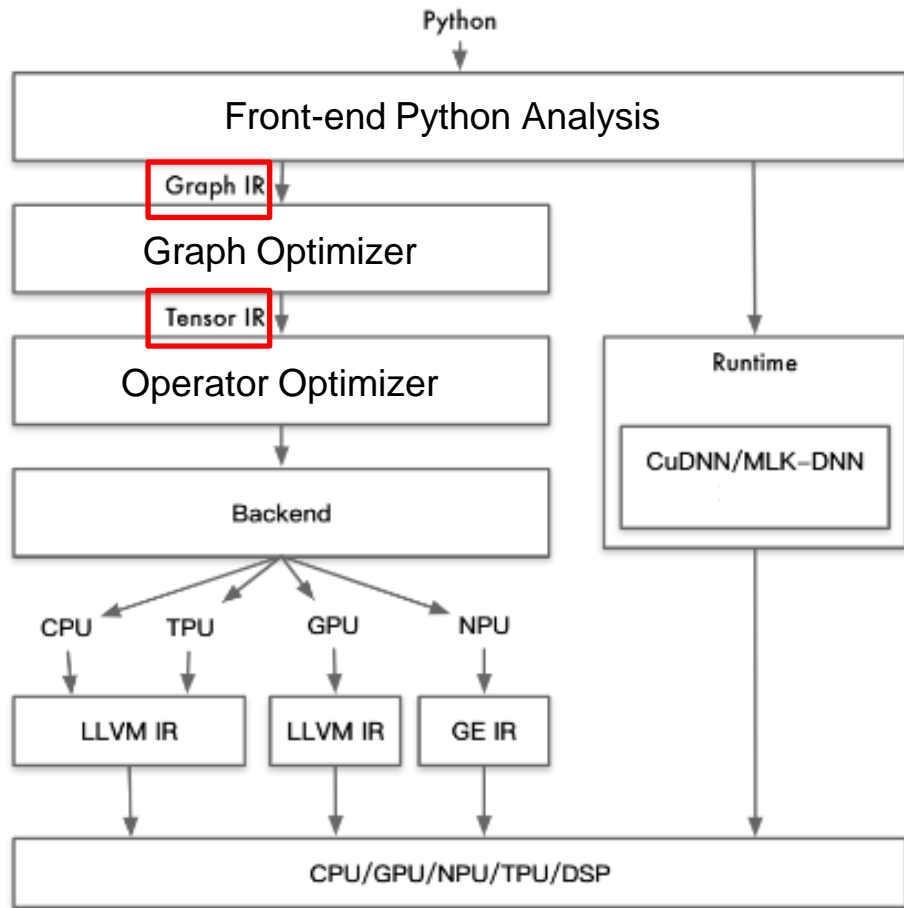 Python
Front-end Python Analysis
Graph IR
Graph Optimizer
Tensor IR
Operator Optimizer
Runtime
CuDNN/MLK-DNN
Backend
CPU TPU GPU NPU
LLVM IR LLVM IR GE IR
CPU/GPU/NPU/TPU/DSP